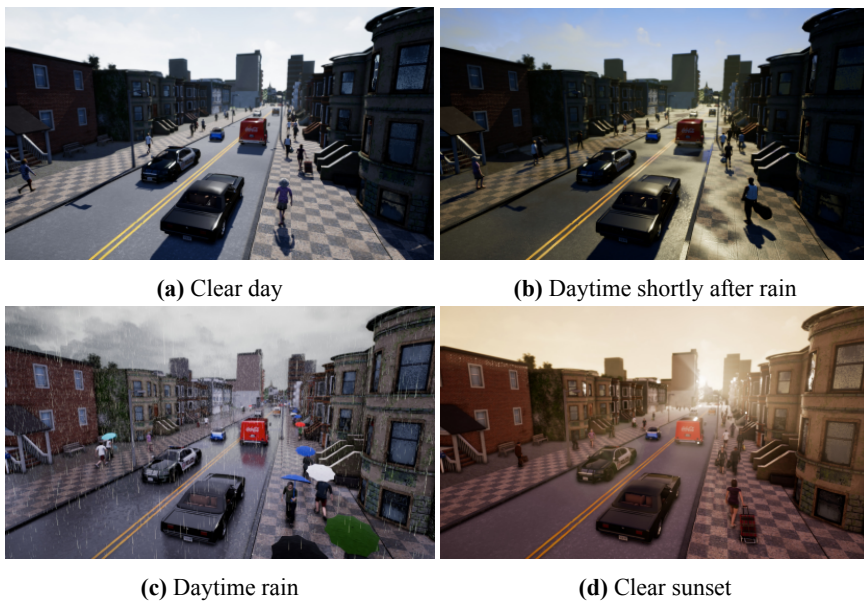 (a) Clear day
(b) Daytime shortly after rain
(c) Daytime rain
(d) Clear sunset